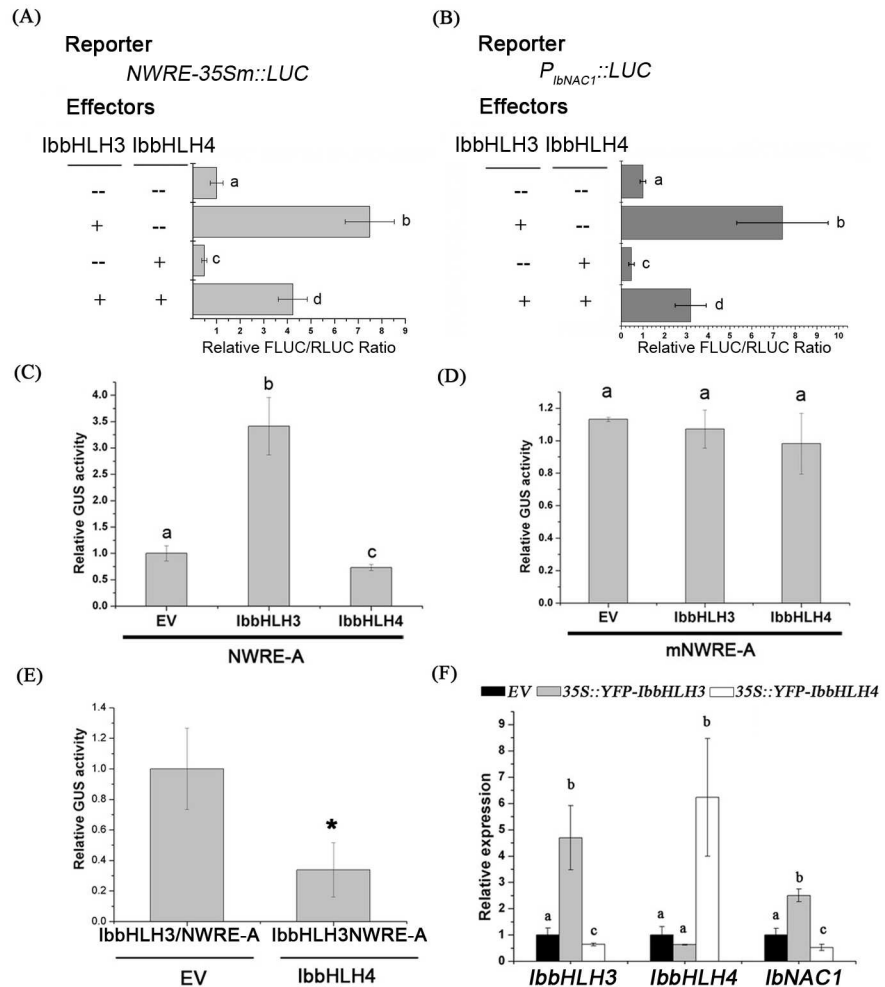 (A)
Reporter
NWRE-35Sm::LUC
Effectors
IbbHLH3 IbbHLH4
-- -- a
+ -- b
-- + c
+ + d
1 2 3 4 5 6 7 8 9
Relative FLUC/RLUC Ratio
(B)
Reporter
PIbNAC1::LUC
Effectors
IbbHLH3 IbbHLH4
-- -- a
+ -- b
-- + c
+ + d
0 1 2 3 4 5 6 7 8 9 10
Relative FLUC/RLUC Ratio
(C)
Relative GUS activity
4.0
3.5
3.0
2.5
2.0
1.5
1.0
0.5
0.0
a b c
EV IbbHLH3 IbbHLH4
NWRE-A
(D)
Relative GUS activity
1.2
1.0
0.8
0.6
0.4
0.2
0.0
a a a
EV IbbHLH3 IbbHLH4
mNWRE-A
(E)
Relative GUS activity
1.4
1.2
1.0
0.8
0.6
0.4
0.2
0.0
*
IbbHLH3/NWRE-A IbbHLH3NWRE-A
EV IbbHLH4
(F)
EV 35S::YFP-IbbHLH3 35S::YFP-IbbHLH4
Relative expression
9
8
7
6
5
4
3
2
1
0
a b c a a b a b c
IbbHLH3 IbbHLH4 IbNAC1